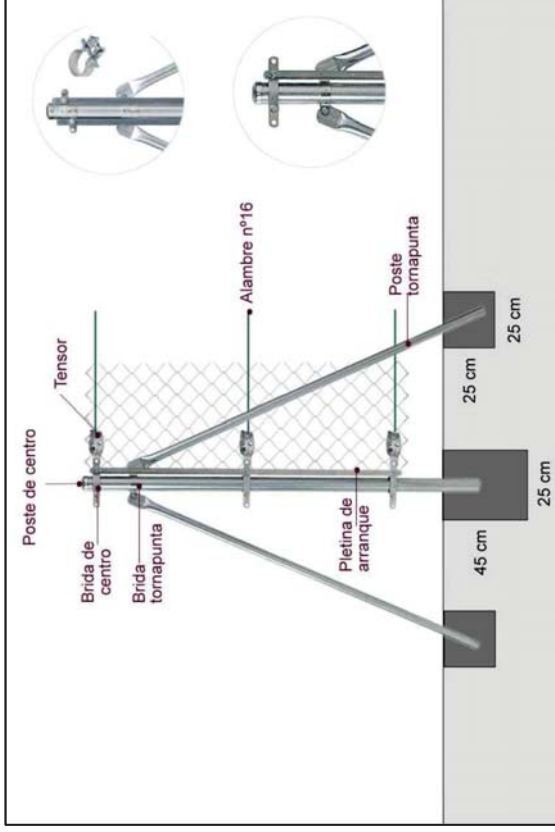 Poste de centro
Tensor
Brida de
centro
Brida
tornapunta
Alambre nº16
Pletina de
arranque
Poste
tornapunta
45 cm
25 cm
25 cm
25 cm